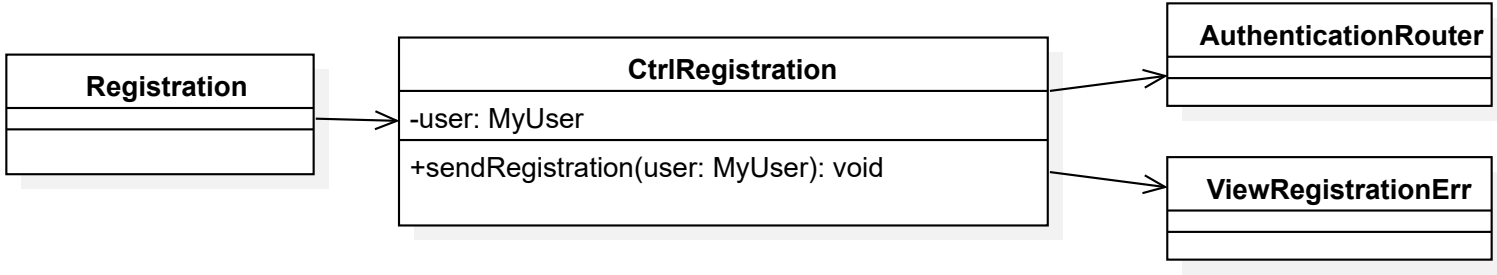 Registration
CtrlRegistration
-user: MyUser
+sendRegistration(user: MyUser): void
AuthenticationRouter
ViewRegistrationErr